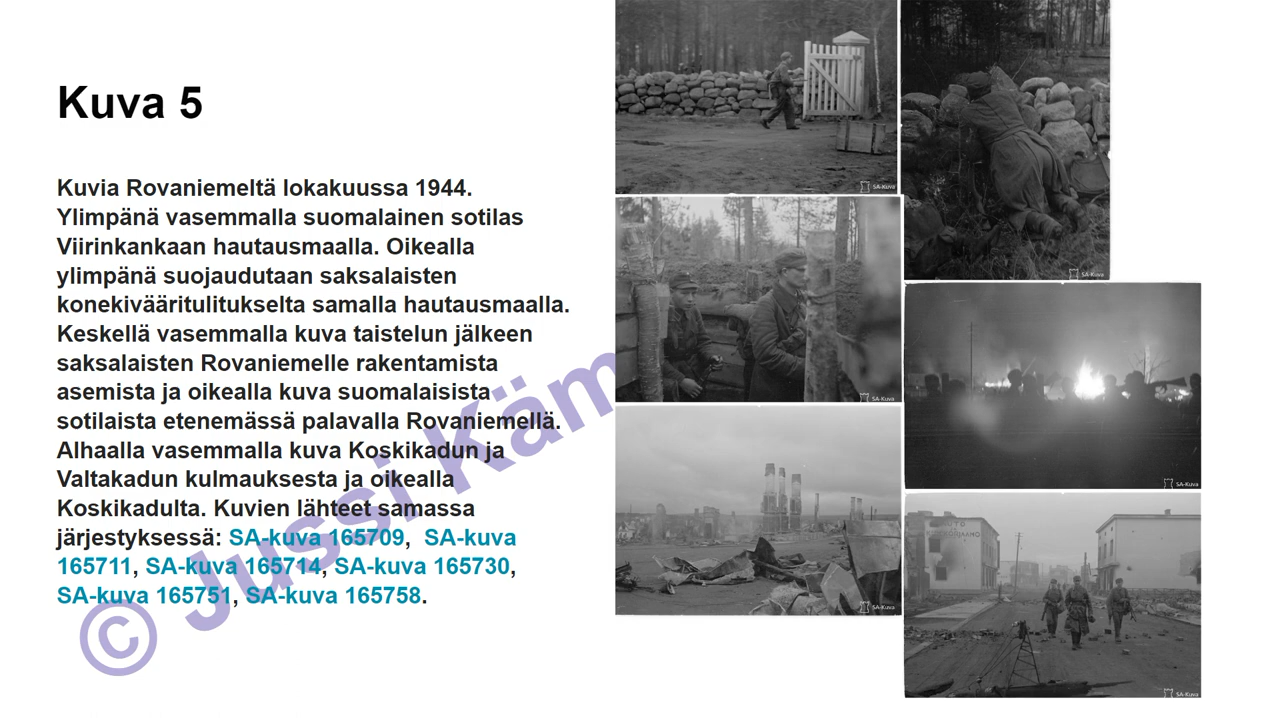 Kuva 5
Kuvia Rovaniemeltä lokakuussa 1944.
Ylimpänä vasemmalla suomalainen sotilas
Viirinkankaan hautausmaalla. Oikealla
ylimpänä suojaudutaan saksalaisten
konekivääritulitukselta samalla hautausmaalla.
Keskellä vasemmalla kuva taistelun jälkeen
saksalaisten Rovaniemelle rakentamista
asemista ja oikealla kuva suomalaisista
sotilaista etenemässä palavalla Rovaniemellä.
Alhaalla vasemmalla kuva Koskikadun ja
Valtakadun kulmauksesta ja oikealla
Koskikadulta. Kuvien lähteet samassa
järjestyksessä: SA-kuva 165709,  SA-kuva
165711, SA-kuva 165714, SA-kuva 165730,
SA-kuva 165751, SA-kuva 165758.
© Jussi Käm
SA-Kuva
SA-Kuva
SA-Kuva
SA-Kuva
SA-Kuva
SA-Kuva